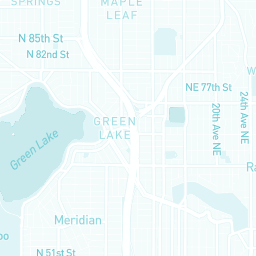 SPRINGS
MAPLE
LEAF
N 85th St
N 82nd St
NE 77th St
20th Ave NE
24th Ave NE
GREEN
LAKE
Green Lake
Meridian
N 51st St